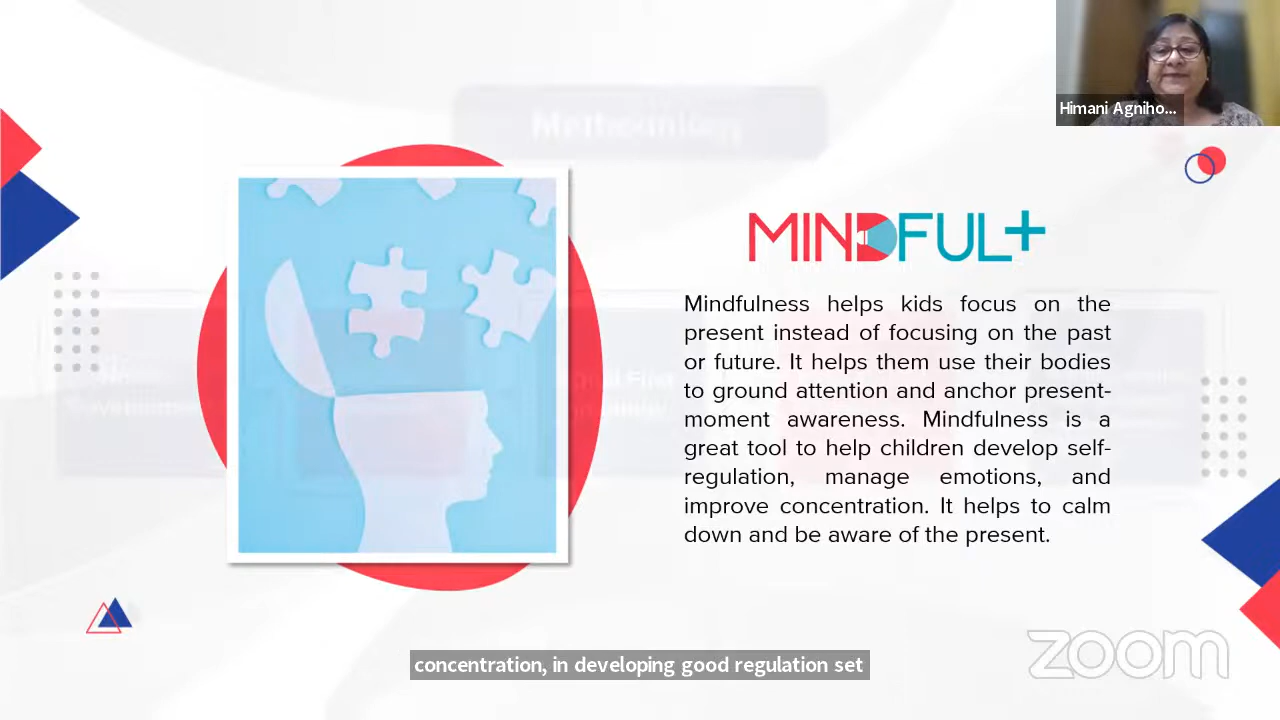 Himani Agniho...
MINDFUL+
Mindfulness helps kids focus on the
present instead of focusing on the past
or future. It helps them use their bodies
to ground attention and anchor present-
moment awareness. Mindfulness is a
great tool to help children develop self-
regulation, manage emotions, and
improve concentration. It helps to calm
down and be aware of the present.
concentration, in developing good regulation set
zoom